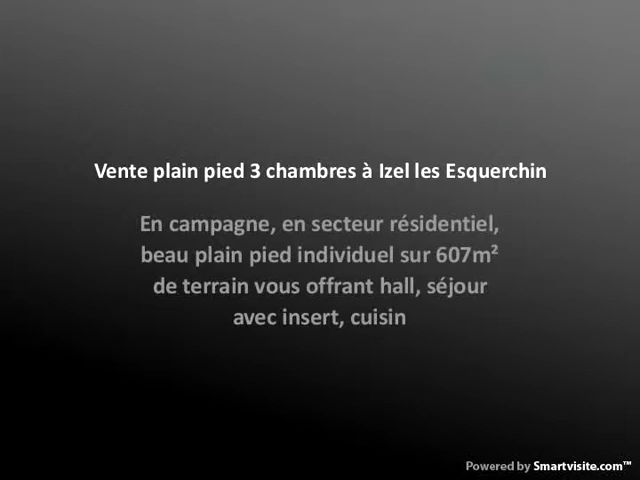 Vente plain pied 3 chambres à Izel les Esquerchin
En campagne, en secteur résidentiel,
beau plain pied individuel sur 607m²
de terrain vous offrant hall, séjour
avec insert, cuisin
Powered by Smartvisite.com™